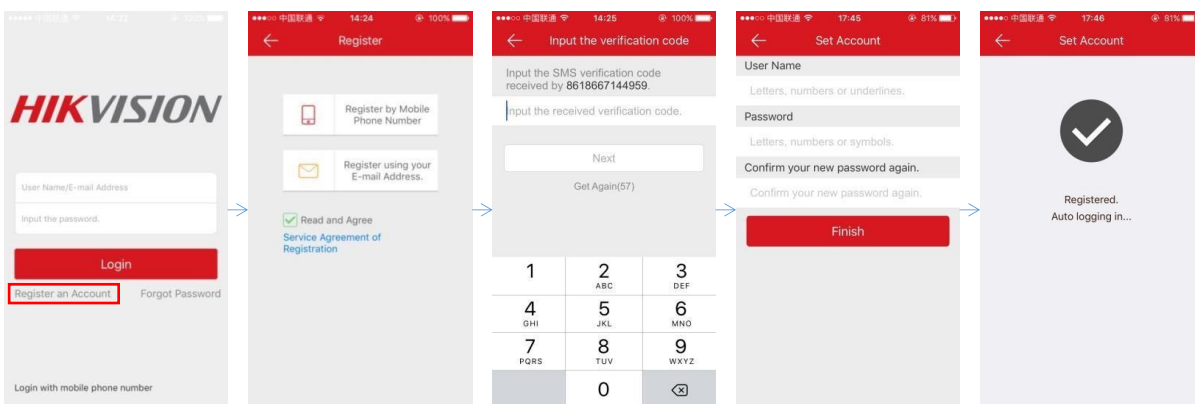 HIKVISION
User Name/E-mail Address
Input the password.
Login
Register an Account
Forgot Password
Login with mobile phone number
●●●○○ 中国联通 14:24 100%
Register
Register by Mobile
Phone Number
Register using your
E-mail Address.
Read and Agree
Service Agreement of
Registration
●●●○○ 中国联通 14:25 100%
Input the verification code
Input the SMS verification code
received by 8618667144959.
Input the received verification code.
Next
Get Again(57)
1 2 3
ABC DEF
4 5 6
GHI JKL MNO
7 8 9
PQRS TUV WXYZ
0
●●●○○ 中国联通 17:45 81%
Set Account
User Name
Letters, numbers or underlines.
Password
Letters, numbers or symbols.
Confirm your new password again.
Confirm your new password again.
Finish
●●●●○ 中国联通 17:46 81%
Set Account
Registered.
Auto logging in...